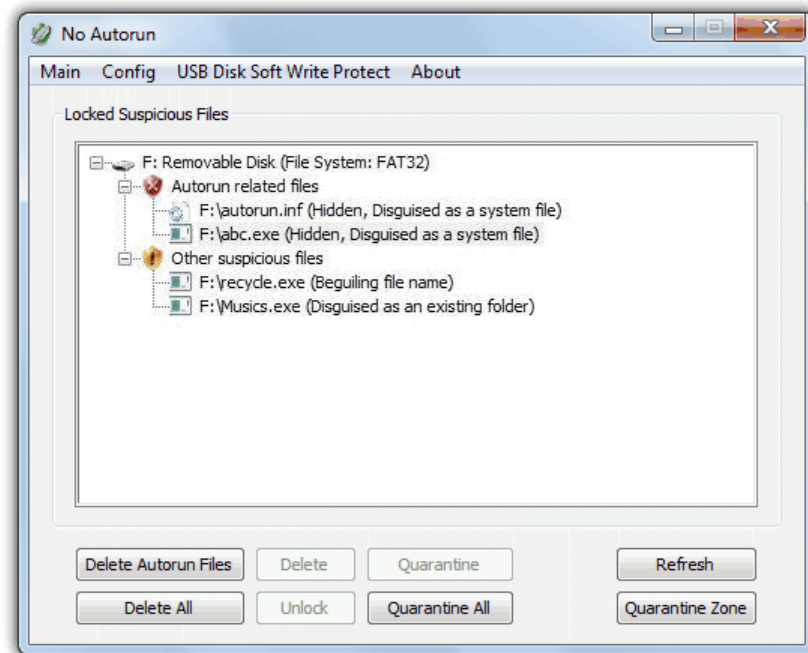 No Autorun
Main Config USB Disk Soft Write Protect About
Locked Suspicious Files
F: Removable Disk (File System: FAT32)
Autorun related files
F:\autorun.inf (Hidden, Disguised as a system file)
F:\abc.exe (Hidden, Disguised as a system file)
Other suspicious files
F:\recycle.exe (Beguiling file name)
F:\Musics.exe (Disguised as an existing folder)
Delete Autorun Files Delete Quarantine Refresh
Delete All Unlock Quarantine All Quarantine Zone